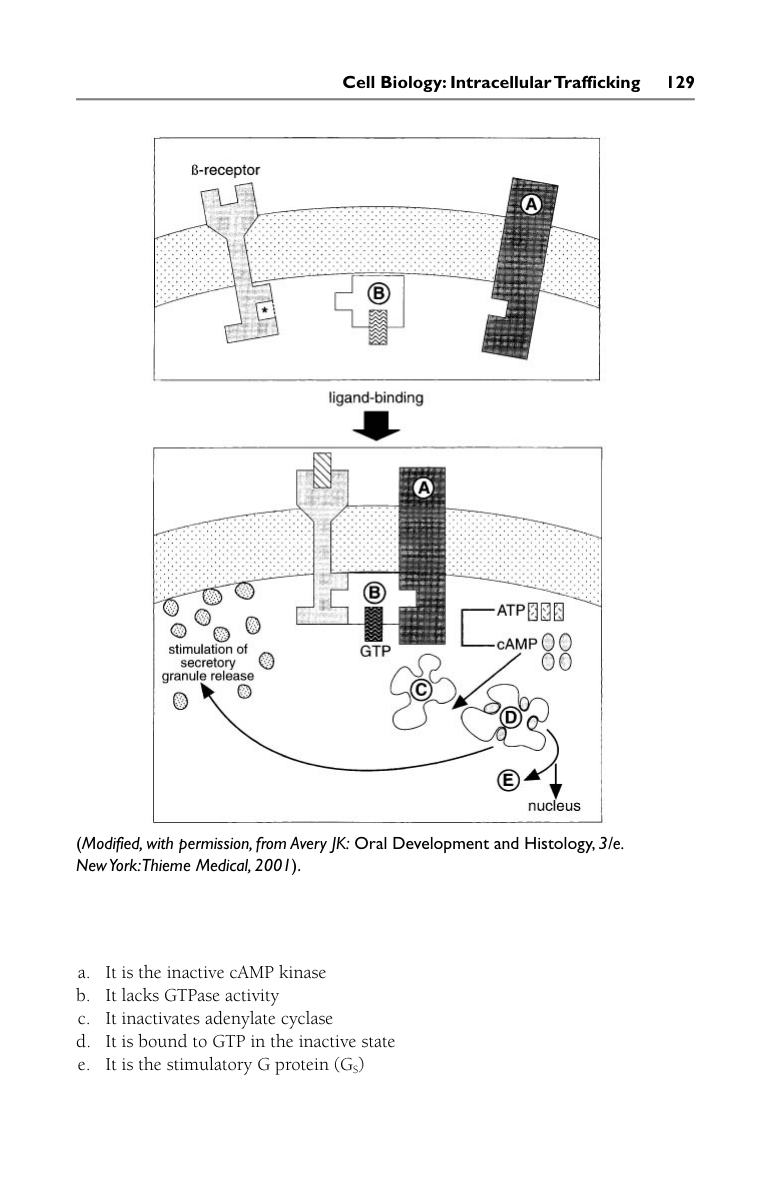 Cell Biology: Intracellular Trafficking 129
ß-receptor
A
B
*
ligand-binding
A
B
GTP
ATP
cAMP
stimulation of
secretory
granule release
C
D
E
nucleus
(Modified, with permission, from Avery JK: Oral Development and Histology, 3/e.
New York: Thieme Medical, 2001).
a. It is the inactive cAMP kinase
b. It lacks GTPase activity
c. It inactivates adenylate cyclase
d. It is bound to GTP in the inactive state
e. It is the stimulatory G protein (GS)